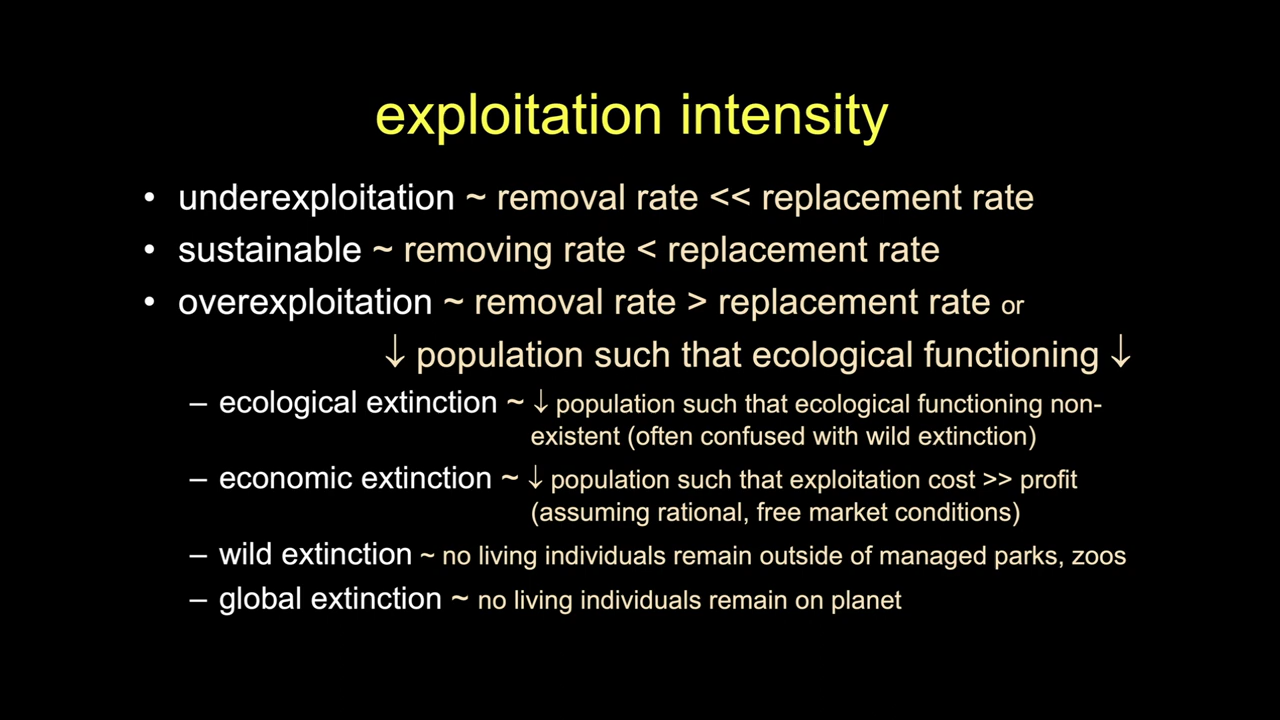 exploitation intensity
• underexploitation ~ removal rate << replacement rate
• sustainable ~ removing rate < replacement rate
• overexploitation ~ removal rate > replacement rate or
↓ population such that ecological functioning ↓
– ecological extinction ~ ↓ population such that ecological functioning non-
existent (often confused with wild extinction)
– economic extinction ~ ↓ population such that exploitation cost >> profit
(assuming rational, free market conditions)
– wild extinction ~ no living individuals remain outside of managed parks, zoos
– global extinction ~ no living individuals remain on planet